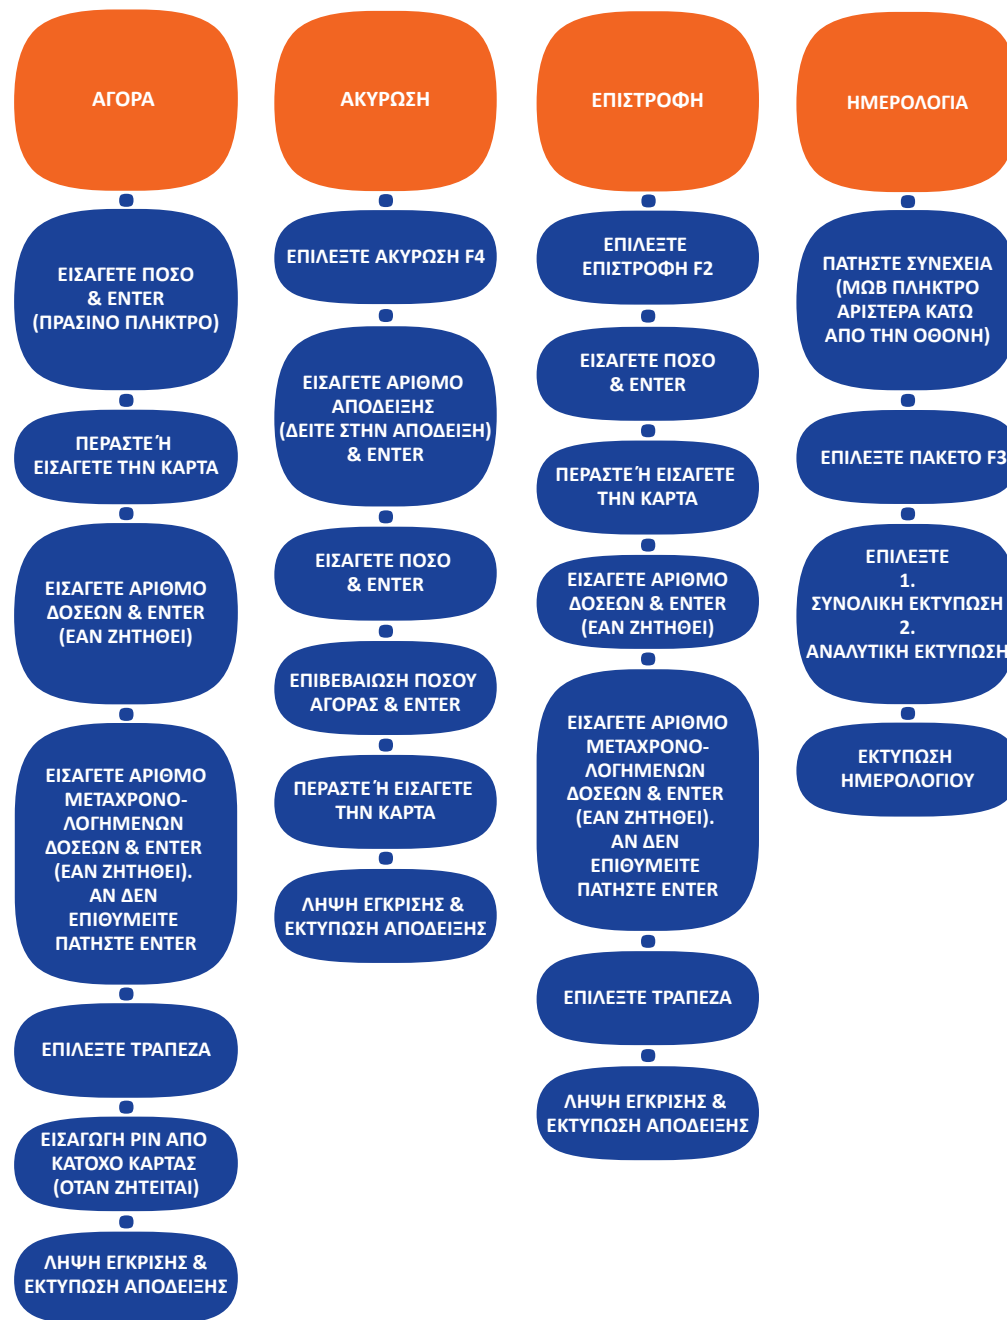 ΑΓΟΡΑ
ΕΙΣΑΓΕΤΕ ΠΟΣΟ
& ENTER
(ΠΡΑΣΙΝΟ ΠΛΗΚΤΡΟ)
ΠΕΡΑΣΤΕ Ή
ΕΙΣΑΓΕΤΕ ΤΗΝ ΚΑΡΤΑ
ΕΙΣΑΓΕΤΕ ΑΡΙΘΜΟ
ΔΟΣΕΩΝ & ENTER
(ΕΑΝ ΖΗΤΗΘΕΙ)
ΕΙΣΑΓΕΤΕ ΑΡΙΘΜΟ
ΜΕΤΑΧΡΟΝΟ-
ΛΟΓΗΜΕΝΩΝ
ΔΟΣΕΩΝ & ENTER
(ΕΑΝ ΖΗΤΗΘΕΙ).
ΑΝ ΔΕΝ
ΕΠΙΘΥΜΕΙΤΕ
ΠΑΤΗΣΤΕ ENTER
ΕΠΙΛΕΞΤΕ ΤΡΑΠΕΖΑ
ΕΙΣΑΓΩΓΗ PIN ΑΠΟ
ΚΑΤΟΧΟ ΚΑΡΤΑΣ
(ΟΤΑΝ ΖΗΤΕΙΤΑΙ)
ΛΗΨΗ ΕΓΚΡΙΣΗΣ &
ΕΚΤΥΠΩΣΗ ΑΠΟΔΕΙΞΗΣ
ΑΚΥΡΩΣΗ
ΕΠΙΛΕΞΤΕ ΑΚΥΡΩΣΗ F4
ΕΙΣΑΓΕΤΕ ΑΡΙΘΜΟ
ΑΠΟΔΕΙΞΗΣ
(ΔΕΙΤΕ ΣΤΗΝ ΑΠΟΔΕΙΞΗ)
& ENTER
ΕΙΣΑΓΕΤΕ ΠΟΣΟ
& ENTER
ΕΠΙΒΕΒΑΙΩΣΗ ΠΟΣΟΥ
ΑΓΟΡΑΣ & ENTER
ΠΕΡΑΣΤΕ Ή ΕΙΣΑΓΕΤΕ
ΤΗΝ ΚΑΡΤΑ
ΛΗΨΗ ΕΓΚΡΙΣΗΣ &
ΕΚΤΥΠΩΣΗ ΑΠΟΔΕΙΞΗΣ
ΕΠΙΣΤΡΟΦΗ
ΕΠΙΛΕΞΤΕ
ΕΠΙΣΤΡΟΦΗ F2
ΕΙΣΑΓΕΤΕ ΠΟΣΟ
& ENTER
ΠΕΡΑΣΤΕ Ή ΕΙΣΑΓΕΤΕ
ΤΗΝ ΚΑΡΤΑ
ΕΙΣΑΓΕΤΕ ΑΡΙΘΜΟ
ΔΟΣΕΩΝ & ENTER
(ΕΑΝ ΖΗΤΗΘΕΙ)
ΕΙΣΑΓΕΤΕ ΑΡΙΘΜΟ
ΜΕΤΑΧΡΟΝΟ-
ΛΟΓΗΜΕΝΩΝ
ΔΟΣΕΩΝ & ENTER
(ΕΑΝ ΖΗΤΗΘΕΙ).
ΑΝ ΔΕΝ
ΕΠΙΘΥΜΕΙΤΕ
ΠΑΤΗΣΤΕ ENTER
ΕΠΙΛΕΞΤΕ ΤΡΑΠΕΖΑ
ΛΗΨΗ ΕΓΚΡΙΣΗΣ &
ΕΚΤΥΠΩΣΗ ΑΠΟΔΕΙΞΗΣ
ΗΜΕΡΟΛΟΓΙΑ
ΠΑΤΗΣΤΕ ΣΥΝΕΧΕΙΑ
(ΜΩΒ ΠΛΗΚΤΡΟ
ΑΡΙΣΤΕΡΑ ΚΑΤΩ
ΑΠΟ ΤΗΝ ΟΘΟΝΗ)
ΕΠΙΛΕΞΤΕ ΠΑΚΕΤΟ F3
ΕΠΙΛΕΞΤΕ
1.
ΣΥΝΟΛΙΚΗ ΕΚΤΥΠΩΣΗ
2.
ΑΝΑΛΥΤΙΚΗ ΕΚΤΥΠΩΣΗ
ΕΚΤΥΠΩΣΗ
ΗΜΕΡΟΛΟΓΙΟΥ